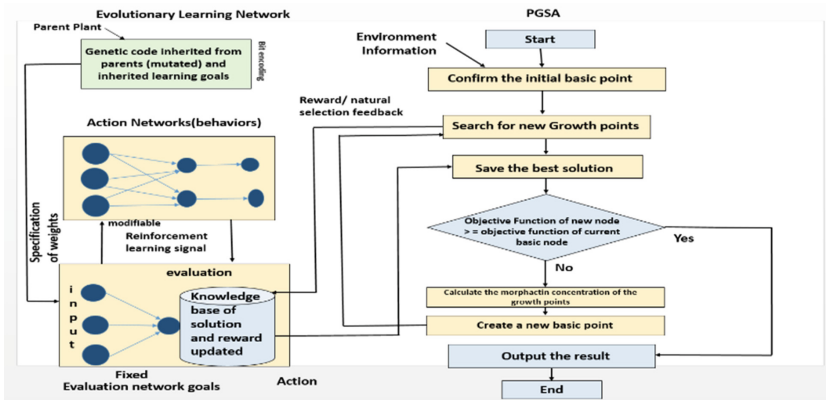 Evolutionary Learning Network
Parent Plant
Genetic code inherited from
parents (mutated) and
inherited learning goals
Bit encoding
Action Networks(behaviors)
modifiable
Reinforcement
learning signal
Specification
of weights
evaluation
input
Knowledge
base of
solution
and reward
updated
Fixed
Evaluation network goals
Action
PGSA
Environment
Information
Start
Confirm the initial basic point
Reward/ natural
selection feedback
Search for new Growth points
Save the best solution
Objective Function of new node
>= objective function of current
basic node
Yes
No
Calculate the morphactin concentration of the
growth points
Create a new basic point
Output the result
End